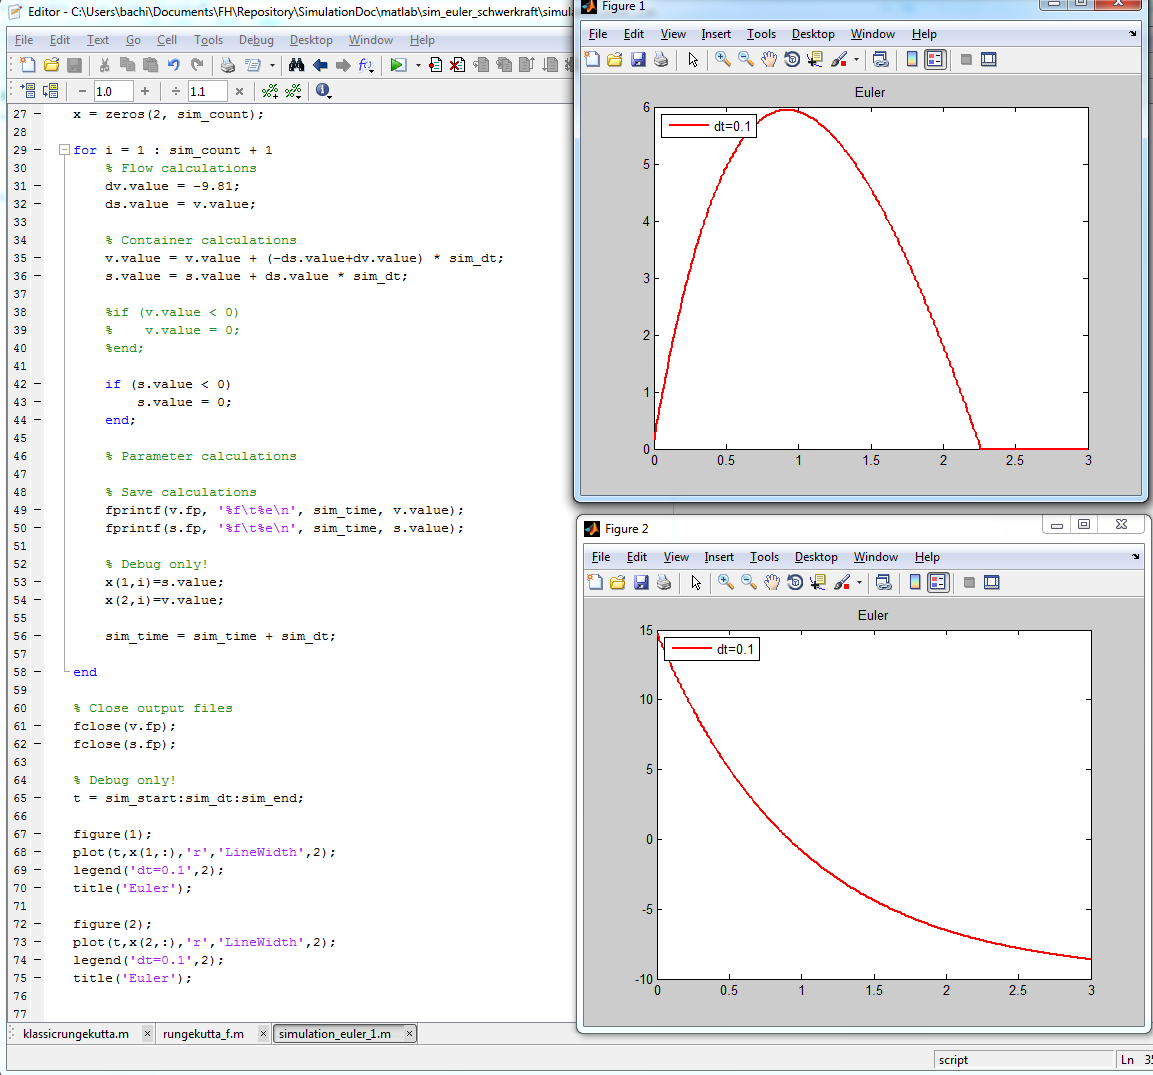 Editor - C:\Users\bachi\Documents\FH\Repository\SimulationDoc\matlab\sim_euler_schwerkraft\simula
File Edit Text Go Cell Tools Debug Desktop Window Help
− 1.0 + ÷ 1.1 ×
27 − x = zeros(2, sim_count);
28
29 − for i = 1 : sim_count + 1
30 % Flow calculations
31 − dv.value = -9.81;
32 − ds.value = v.value;
33
34 % Container calculations
35 − v.value = v.value + (-ds.value+dv.value) * sim_dt;
36 − s.value = s.value + ds.value * sim_dt;
37
38 %if (v.value < 0)
39 %    v.value = 0;
40 %end;
41
42 − if (s.value < 0)
43 − s.value = 0;
44 − end;
45
46 % Parameter calculations
47
48 % Save calculations
49 − fprintf(v.fp, '%f\t%e\n', sim_time, v.value);
50 − fprintf(s.fp, '%f\t%e\n', sim_time, s.value);
51
52 % Debug only!
53 − x(1,i)=s.value;
54 − x(2,i)=v.value;
55
56 − sim_time = sim_time + sim_dt;
57
58 − end
59
60 % Close output files
61 − fclose(v.fp);
62 − fclose(s.fp);
63
64 % Debug only!
65 − t = sim_start:sim_dt:sim_end;
66
67 − figure(1);
68 − plot(t,x(1,:),'r','LineWidth',2);
69 − legend('dt=0.1',2);
70 − title('Euler');
71
72 − figure(2);
73 − plot(t,x(2,:),'r','LineWidth',2);
74 − legend('dt=0.1',2);
75 − title('Euler');
76
77
klassicrungekutta.m × rungekutta_f.m × simulation_euler_1.m ×
script Ln 35
Figure 1
File Edit View Insert Tools Desktop Window Help
Euler
dt=0.1
6
5
4
3
2
1
0
0 0.5 1 1.5 2 2.5 3
Figure 2
File Edit View Insert Tools Desktop Window Help
Euler
dt=0.1
15
10
5
0
-5
-10
0 0.5 1 1.5 2 2.5 3